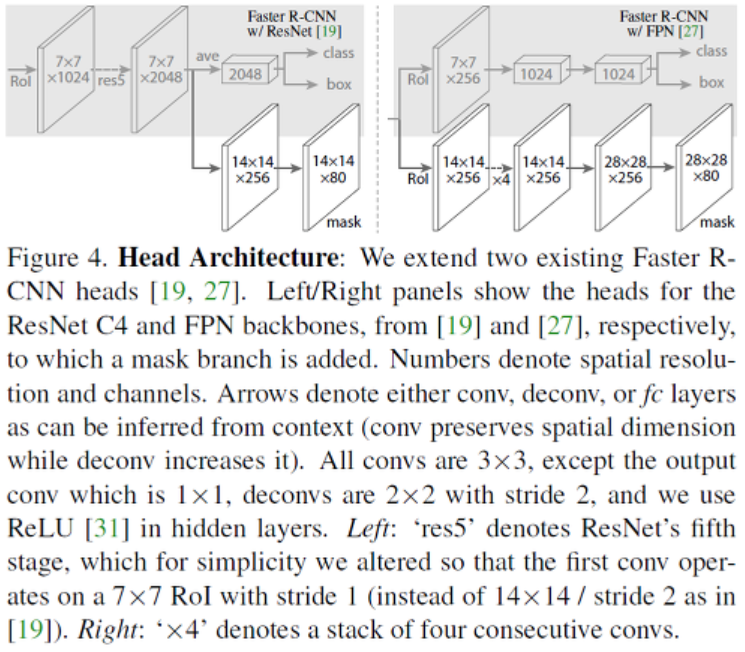 Faster R-CNN
w/ ResNet [19]
RoI
7×7
×1024
res5
7×7
×2048
ave
2048
class
box
14×14
×256
14×14
×80
mask
Faster R-CNN
w/ FPN [27]
RoI
7×7
×256
1024
1024
class
box
RoI
14×14
×256
×4
14×14
×256
28×28
×256
28×28
×80
mask
Figure 4. Head Architecture: We extend two existing Faster R-
CNN heads [19, 27]. Left/Right panels show the heads for the
ResNet C4 and FPN backbones, from [19] and [27], respectively,
to which a mask branch is added. Numbers denote spatial resolu-
tion and channels. Arrows denote either conv, deconv, or fc layers
as can be inferred from context (conv preserves spatial dimension
while deconv increases it). All convs are 3×3, except the output
conv which is 1×1, deconvs are 2×2 with stride 2, and we use
ReLU [31] in hidden layers. Left: ‘res5’ denotes ResNet’s fifth
stage, which for simplicity we altered so that the first conv oper-
ates on a 7×7 RoI with stride 1 (instead of 14×14 / stride 2 as in
[19]). Right: ‘×4’ denotes a stack of four consecutive convs.